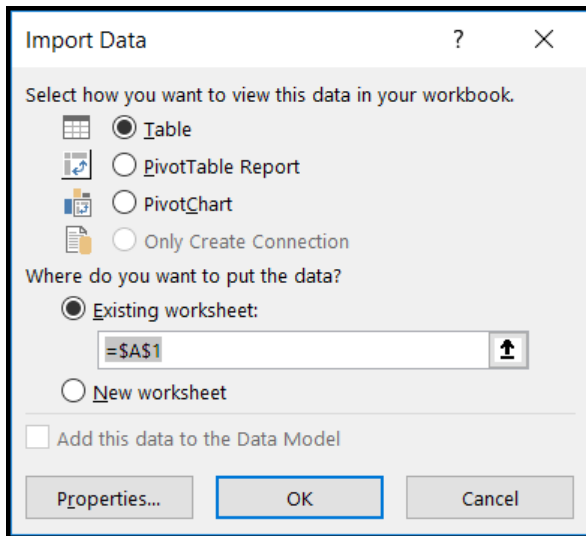 Import Data
?
Select how you want to view this data in your workbook.
Table
PivotTable Report
PivotChart
Only Create Connection
Where do you want to put the data?
Existing worksheet:
=$A$1
New worksheet
Add this data to the Data Model
Properties... OK Cancel